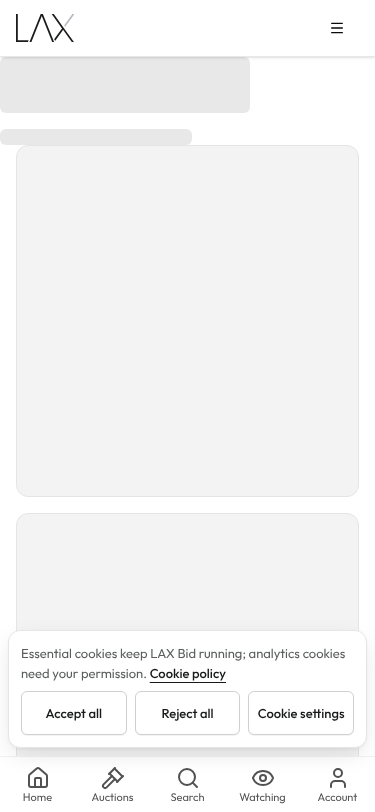 LAX
Essential cookies keep LAX Bid running; analytics cookies
need your permission. Cookie policy
Accept all
Reject all
Cookie settings
Home
Auctions
Search
Watching
Account